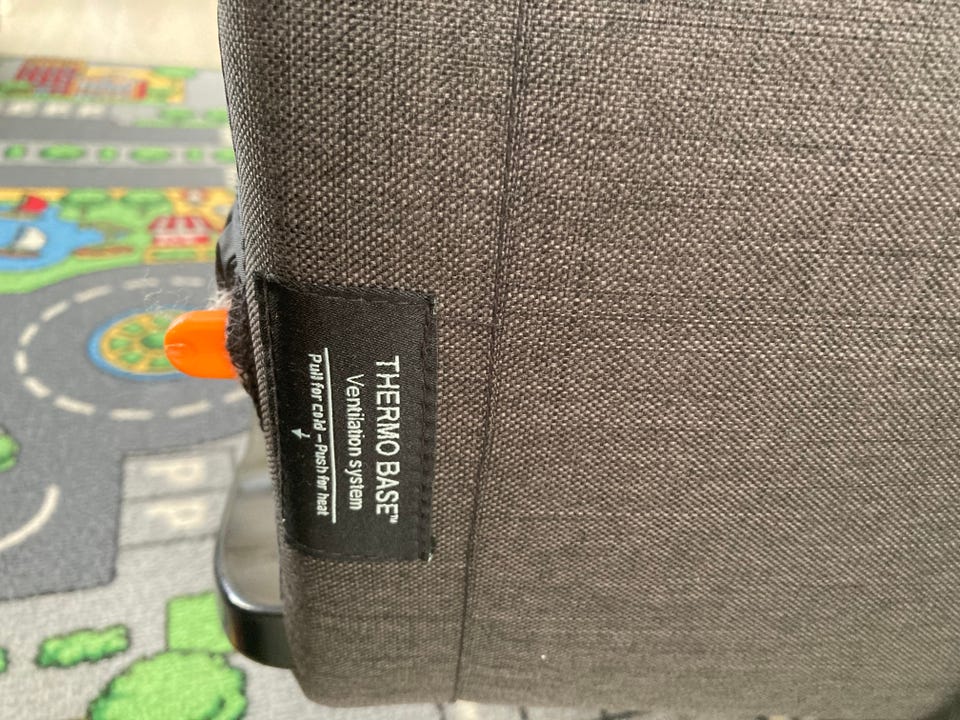 THERMO BASE™
Ventilation system
Pull for cold – Push for heat
P